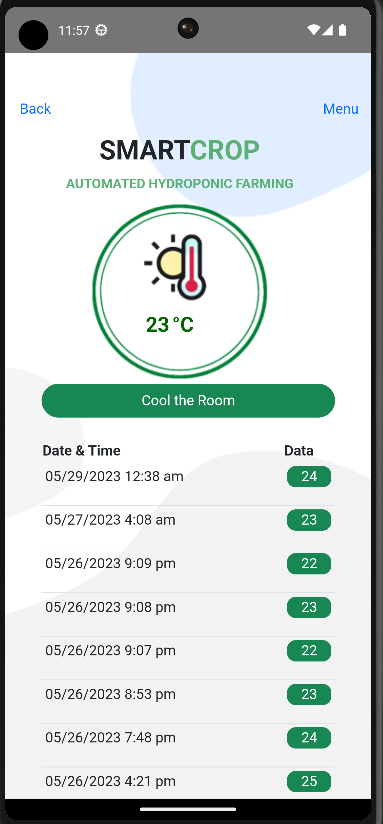 11:57
Back Menu
SMARTCROP
AUTOMATED HYDROPONIC FARMING
23 °C
Cool the Room
Date & Time Data
05/29/2023 12:38 am 24
05/27/2023 4:08 am 23
05/26/2023 9:09 pm 22
05/26/2023 9:08 pm 23
05/26/2023 9:07 pm 22
05/26/2023 8:53 pm 23
05/26/2023 7:48 pm 24
05/26/2023 4:21 pm 25